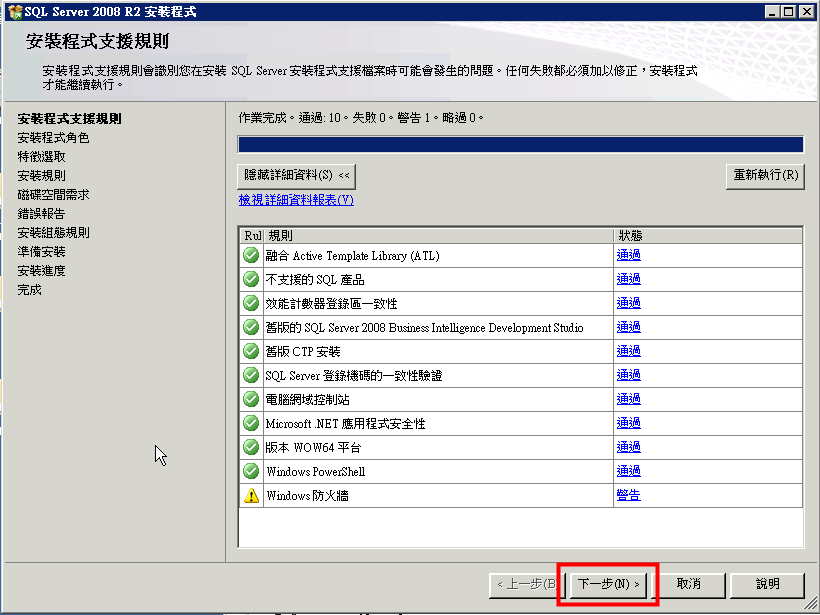 SQL Server 2008 R2 安裝程式
安裝程式支援規則
安裝程式支援規則會識別您在安裝 SQL Server 安裝程式支援檔案時可能會發生的問題。任何失敗都必須加以修正，安裝程式
才能繼續執行。
安裝程式支援規則
安裝程式角色
特徵選取
安裝規則
磁碟空間需求
錯誤報告
安裝組態規則
準備安裝
安裝進度
完成
作業完成。通過: 10。失敗 0。警告 1。略過 0。
隱藏詳細資料(S) <<
重新執行(R)
檢視詳細資料報表(V)
Rul 規則 狀態
融合 Active Template Library (ATL) 通過
不支援的 SQL 產品 通過
效能計數器登錄區一致性 通過
舊版的 SQL Server 2008 Business Intelligence Development Studio 通過
舊版 CTP 安裝 通過
SQL Server 登錄機碼的一致性驗證 通過
電腦網域控制站 通過
Microsoft .NET 應用程式安全性 通過
版本 WOW64 平台 通過
Windows PowerShell 通過
Windows 防火牆 警告
< 上一步(B 下一步(N) > 取消 說明